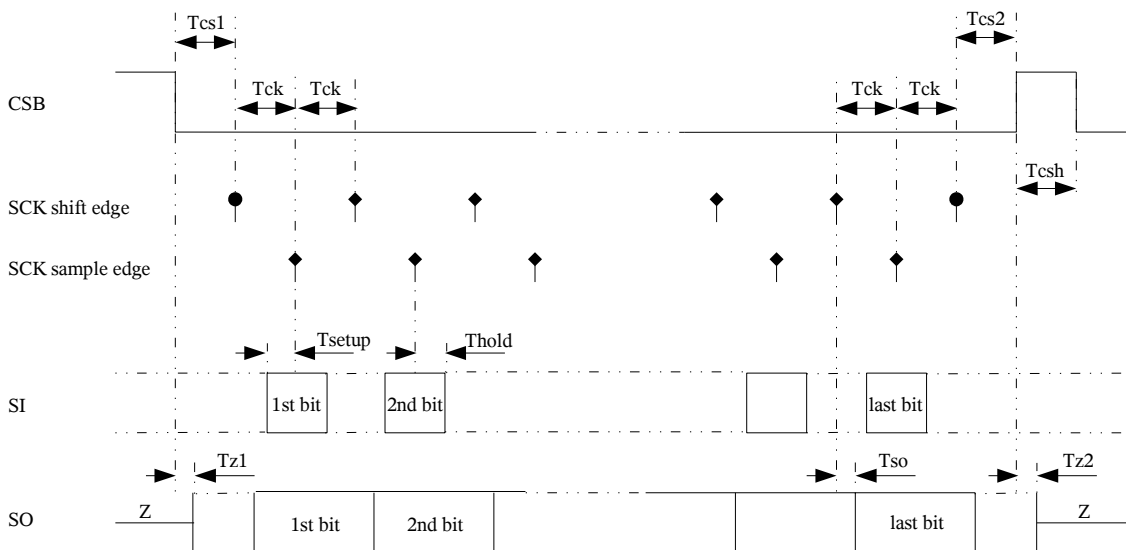 Tcs1
Tcs2
Tck
Tck
Tck
Tck
CSB
Tcsh
SCK shift edge
SCK sample edge
Tsetup
Thold
SI
1st bit
2nd bit
last bit
Tz1
Tso
Tz2
SO
Z
1st bit
2nd bit
last bit
Z